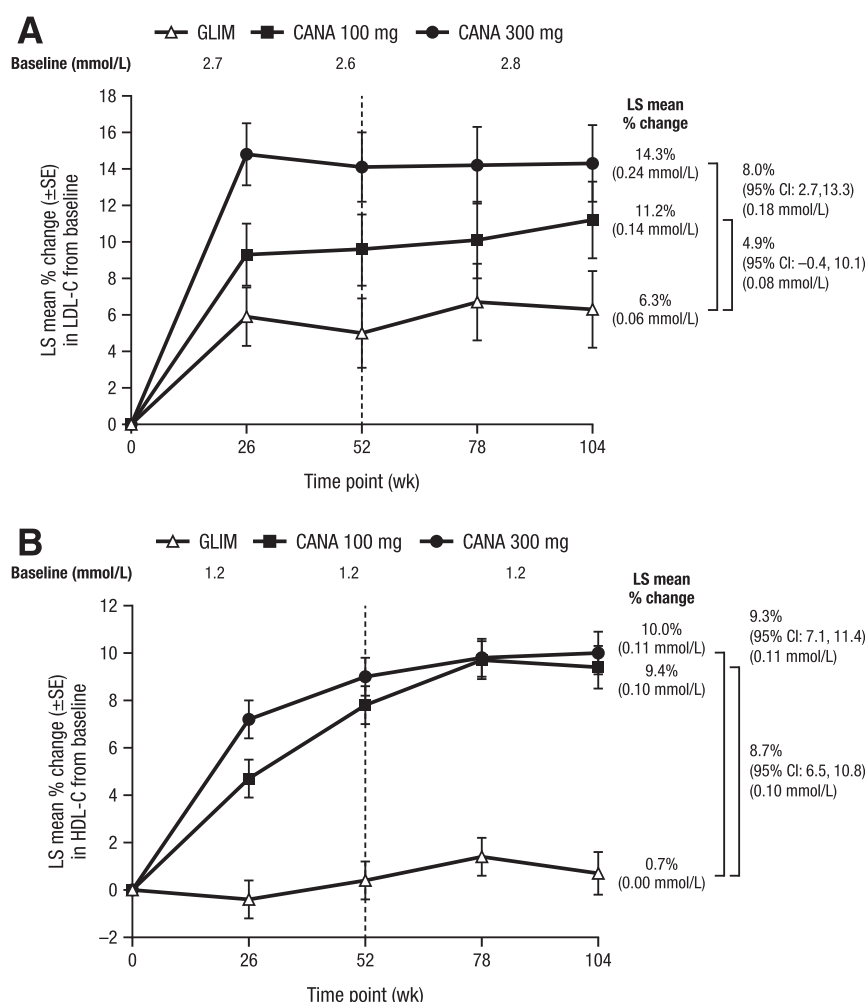 A
GLIM CANA 100 mg CANA 300 mg
Baseline (mmol/L) 2.7 2.6 2.8
LS mean % change (±SE)
in LDL-C from baseline
18
16
14
12
10
8
6
4
2
0
0 26 52 78 104
Time point (wk)
LS mean
% change
14.3%
(0.24 mmol/L)
11.2%
(0.14 mmol/L)
6.3%
(0.06 mmol/L)
8.0%
(95% CI: 2.7,13.3)
(0.18 mmol/L)
4.9%
(95% CI: –0.4, 10.1)
(0.08 mmol/L)
B
GLIM CANA 100 mg CANA 300 mg
Baseline (mmol/L) 1.2 1.2 1.2
LS mean % change (±SE)
in HDL-C from baseline
12
10
8
6
4
2
0
–2
0 26 52 78 104
Time point (wk)
LS mean
% change
10.0%
(0.11 mmol/L)
9.4%
(0.10 mmol/L)
0.7%
(0.00 mmol/L)
9.3%
(95% CI: 7.1, 11.4)
(0.11 mmol/L)
8.7%
(95% CI: 6.5, 10.8)
(0.10 mmol/L)